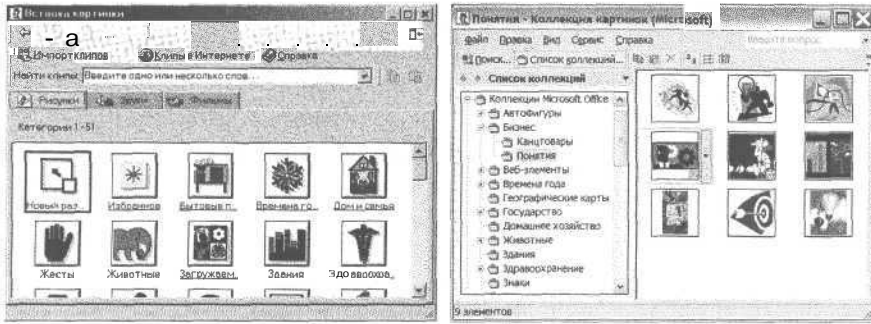 Вставка картинки
- а
Импорт клипов Клипы в Интернете Справка
Найти клипы: Введите одно или несколько слов...
Рисунки Звуки Фильмы
Категории 1-51
Новый раз... Избранное Бытовые п... Времена го... Дом и семья
Жесты Животные Загружаем... Здания Здравоохра...
Понятия - Коллекция картинок (Microsoft)
Файл Правка Вид Сервис Справка Введите вопрос
Поиск... Список коллекций...
Список коллекций
Коллекции Microsoft Office
Автофигуры
Бизнес
Канцтовары
Понятия
Веб-элементы
Времена года
Географические карты
Государство
Домашнее хозяйство
Животные
Здания
Здравоохранение
Знаки
9 элементов